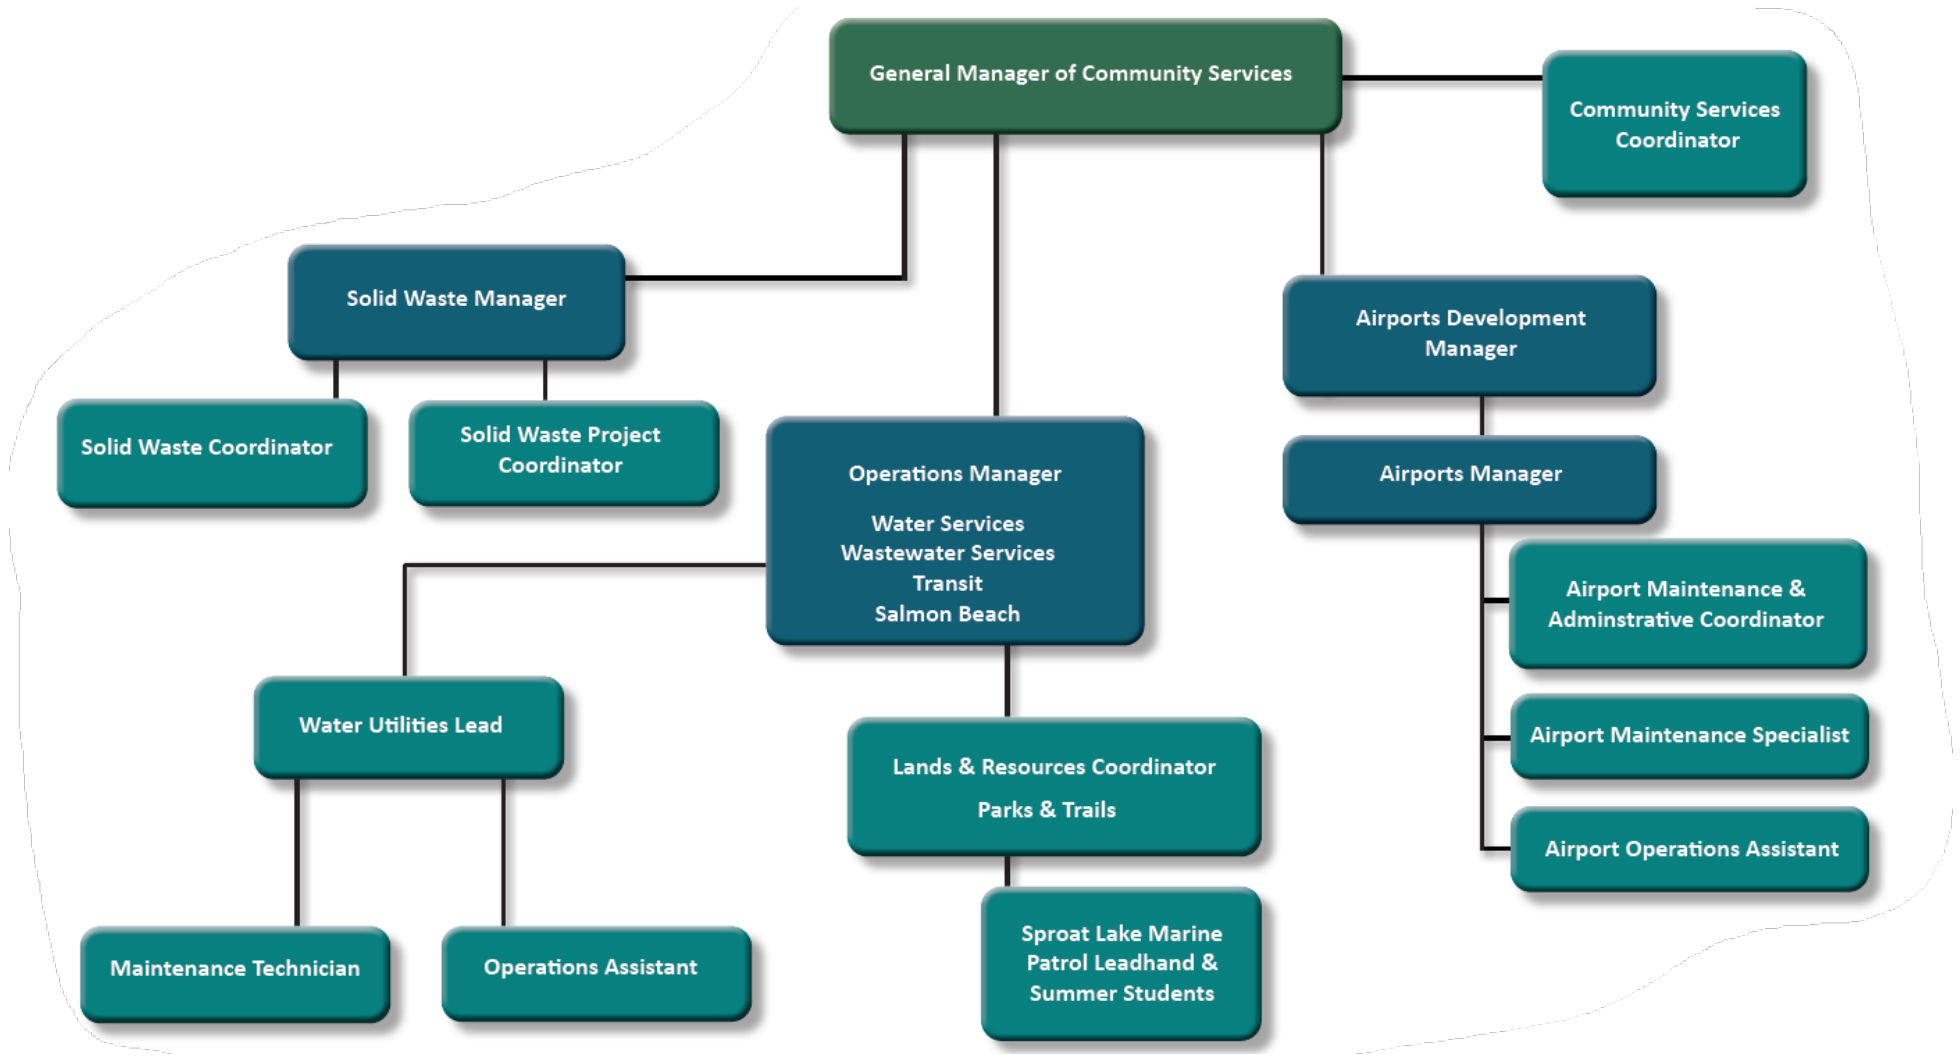 General Manager of Community Services
Community Services
Coordinator
Solid Waste Manager
Airports Development
Manager
Solid Waste Coordinator
Solid Waste Project
Coordinator
Operations Manager
Water Services
Wastewater Services
Transit
Salmon Beach
Airports Manager
Airport Maintenance &
Adminstrative Coordinator
Water Utilities Lead
Airport Maintenance Specialist
Lands & Resources Coordinator
Parks & Trails
Airport Operations Assistant
Maintenance Technician
Operations Assistant
Sproat Lake Marine
Patrol Leadhand &
Summer Students